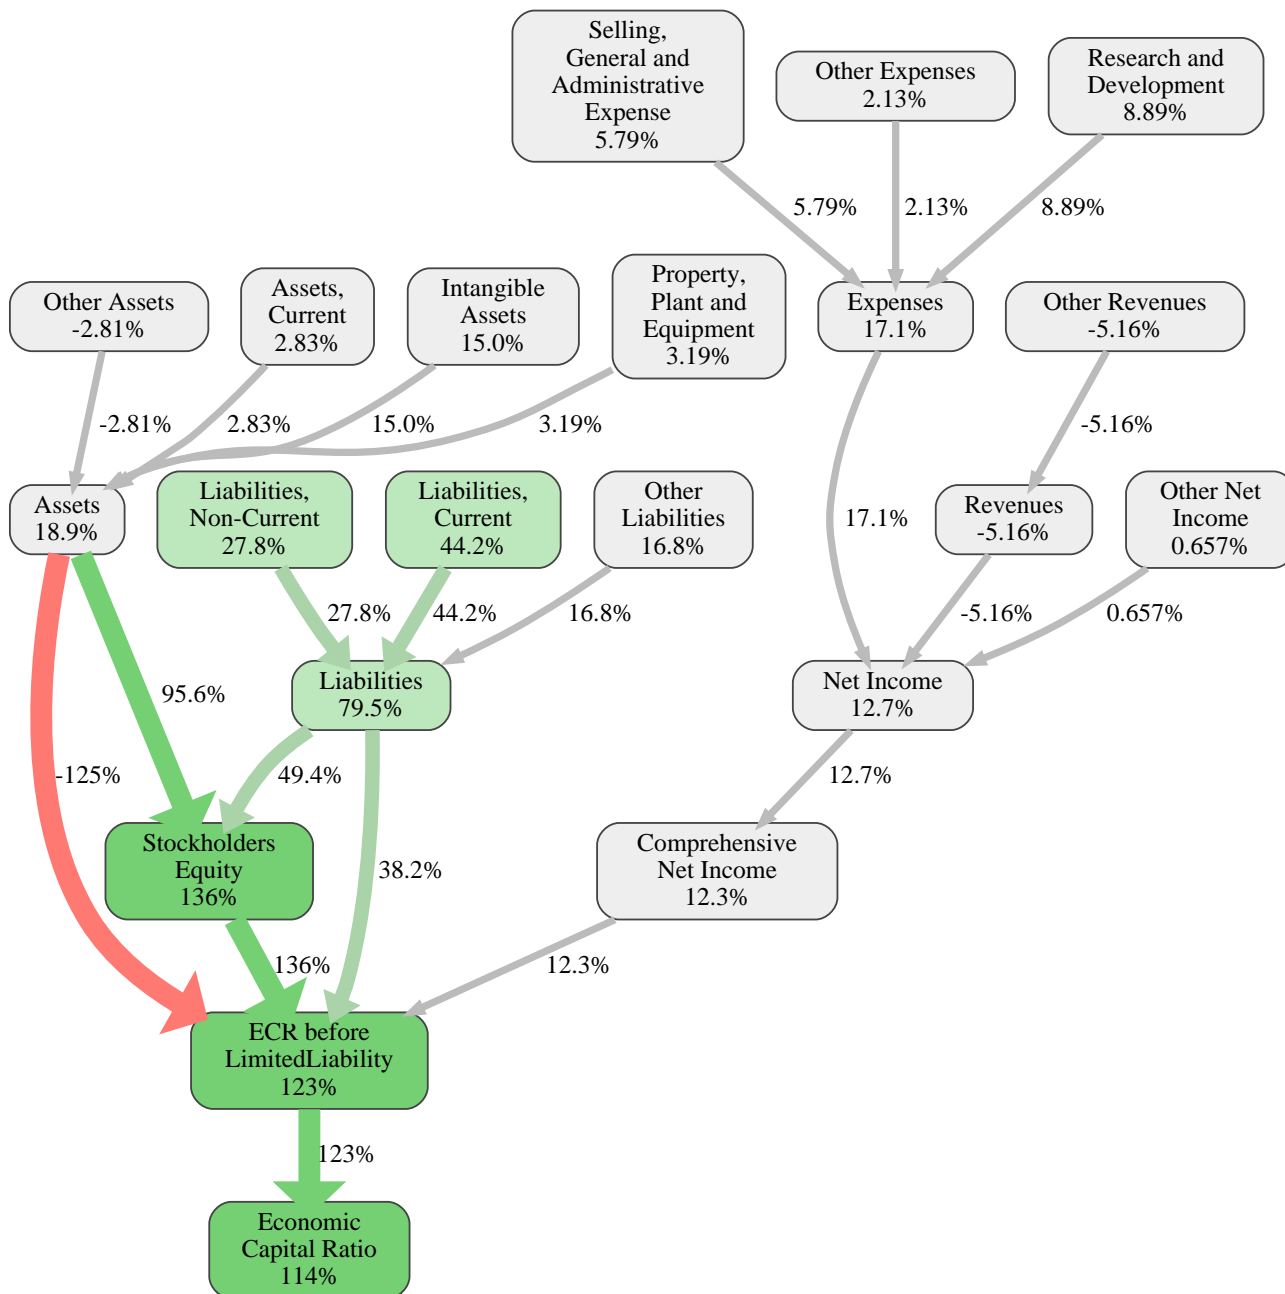 Selling,
General and
Administrative
Expense
5.79%
Other Expenses
2.13%
Research and
Development
8.89%
5.79%
2.13%
8.89%
Other Assets
-2.81%
Assets,
Current
2.83%
Intangible
Assets
15.0%
Property,
Plant and
Equipment
3.19%
Expenses
17.1%
Other Revenues
-5.16%
-2.81%
2.83%
15.0%
3.19%
-5.16%
Assets
18.9%
Liabilities,
Non-Current
27.8%
Liabilities,
Current
44.2%
Other
Liabilities
16.8%
17.1%
Revenues
-5.16%
Other Net
Income
0.657%
27.8%
44.2%
16.8%
-5.16%
0.657%
Liabilities
79.5%
Net Income
12.7%
95.6%
-125%
49.4%
12.7%
Stockholders
Equity
136%
38.2%
Comprehensive
Net Income
12.3%
136%
12.3%
ECR before
LimitedLiability
123%
123%
Economic
Capital Ratio
114%